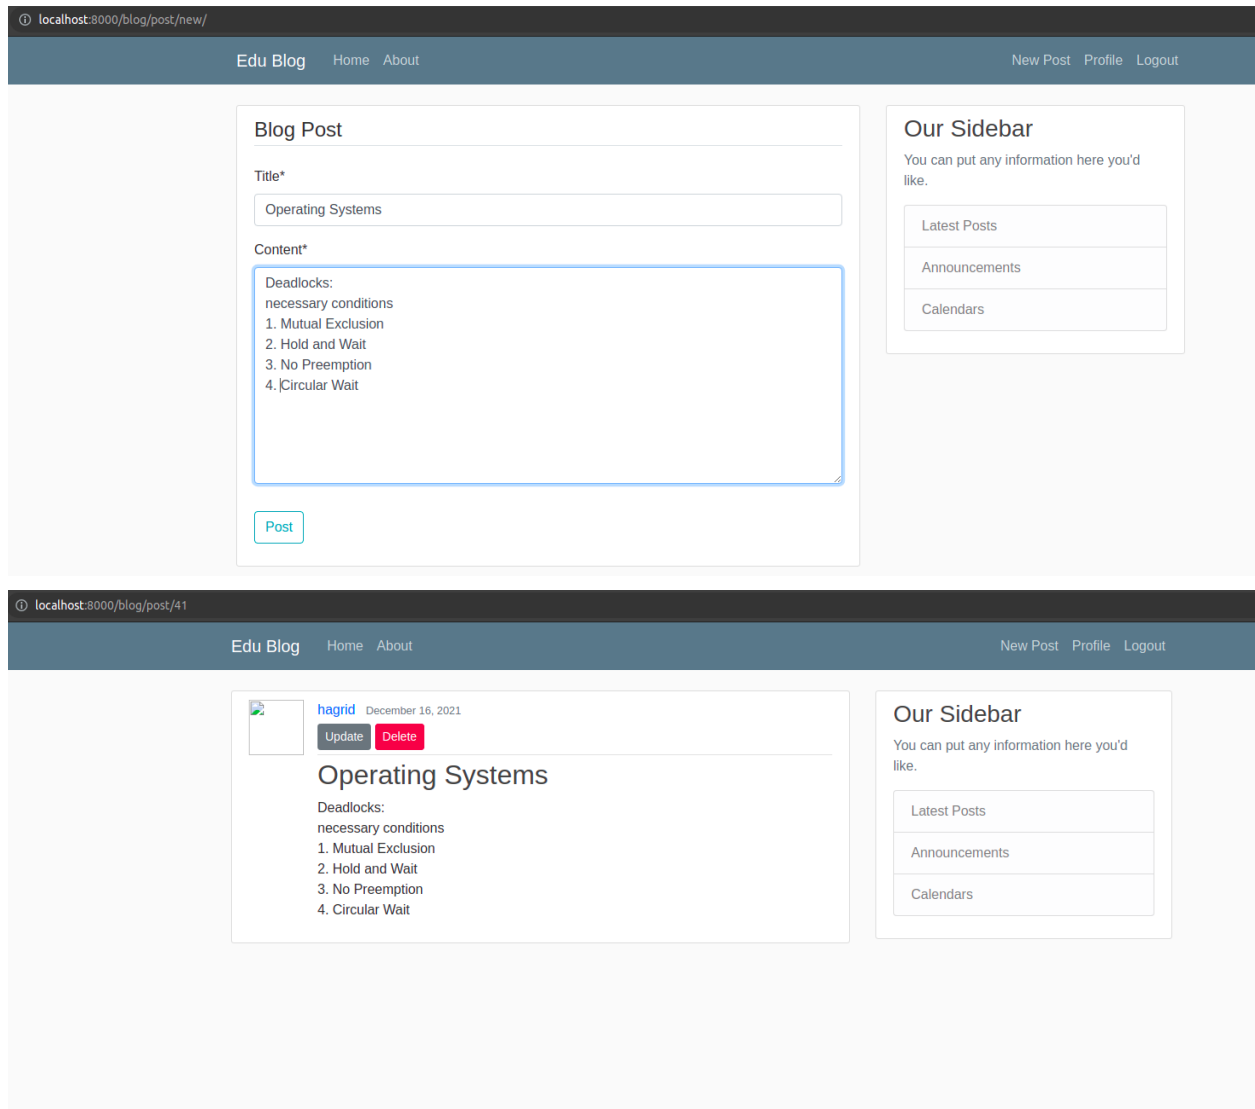 localhost:8000/blog/post/new/
Edu Blog Home About New Post Profile Logout
Blog Post
Title*
Operating Systems
Content*
Deadlocks:
necessary conditions
1. Mutual Exclusion
2. Hold and Wait
3. No Preemption
4. Circular Wait
Post
Our Sidebar
You can put any information here you'd
like.
Latest Posts
Announcements
Calendars
localhost:8000/blog/post/41
Edu Blog Home About New Post Profile Logout
hagrid December 16, 2021
Update Delete
Operating Systems
Deadlocks:
necessary conditions
1. Mutual Exclusion
2. Hold and Wait
3. No Preemption
4. Circular Wait
Our Sidebar
You can put any information here you'd
like.
Latest Posts
Announcements
Calendars